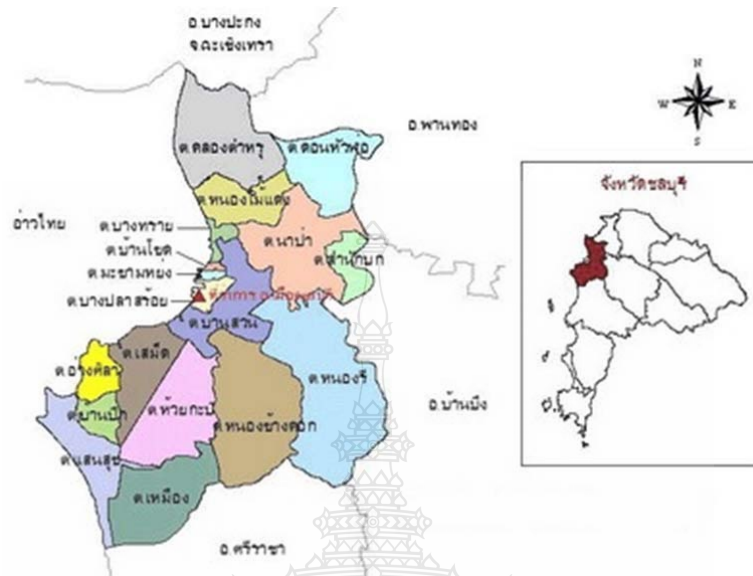 อ.บางปะกง
จ.ฉะเชิงเทรา
N
W E
S
อ.พานทอง
ต.คลองตำหรุ
ต.ดอนหัวฬ่อ
จังหวัดชลบุรี
ต.หนองไม้แดง
อ่าวไทย
ต.บางทราย
ต.นาป่า
ต.บ้านโขด
ต.สำนักบก
ต.มะขามหย่ง
ต.บางปลาสร้อย
ต.บ้านสวน
ต.เสม็ด
ต.อ่างศิลา
ต.หนองรี
ต.บ้านปึก
ต.ห้วยกะปิ
อ.บ้านบึง
ต.หนองข้างคอก
ต.แสนสุข
ต.เหมือง
อ.ศรีราชา